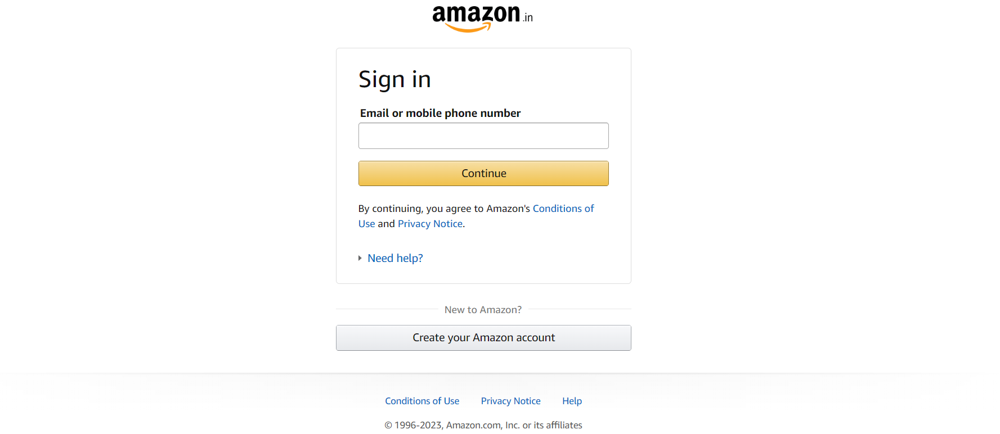 amazon.in
Sign in
Email or mobile phone number
Continue
By continuing, you agree to Amazon's Conditions of
Use and Privacy Notice.
Need help?
New to Amazon?
Create your Amazon account
Conditions of Use Privacy Notice Help
© 1996-2023, Amazon.com, Inc. or its affiliates